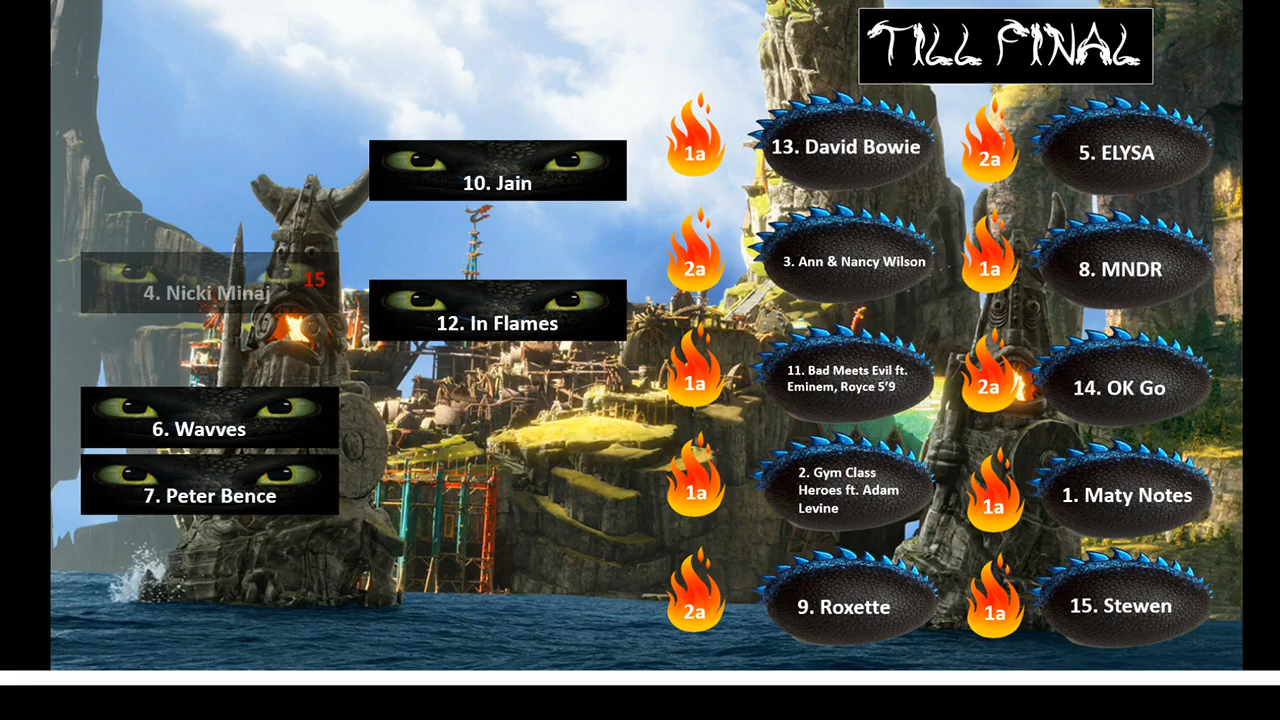 TILL FINAL
10. Jain
15
4. Nicki Minaj
12. In Flames
6. Wavves
7. Peter Bence
1a
13. David Bowie
2a
5. ELYSA
2a
3. Ann & Nancy Wilson
1a
8. MNDR
1a
11. Bad Meets Evil ft.
Eminem, Royce 5'9
2a
14. OK Go
1a
2. Gym Class
Heroes ft. Adam
Levine
1a
1. Maty Notes
2a
9. Roxette
1a
15. Stewen